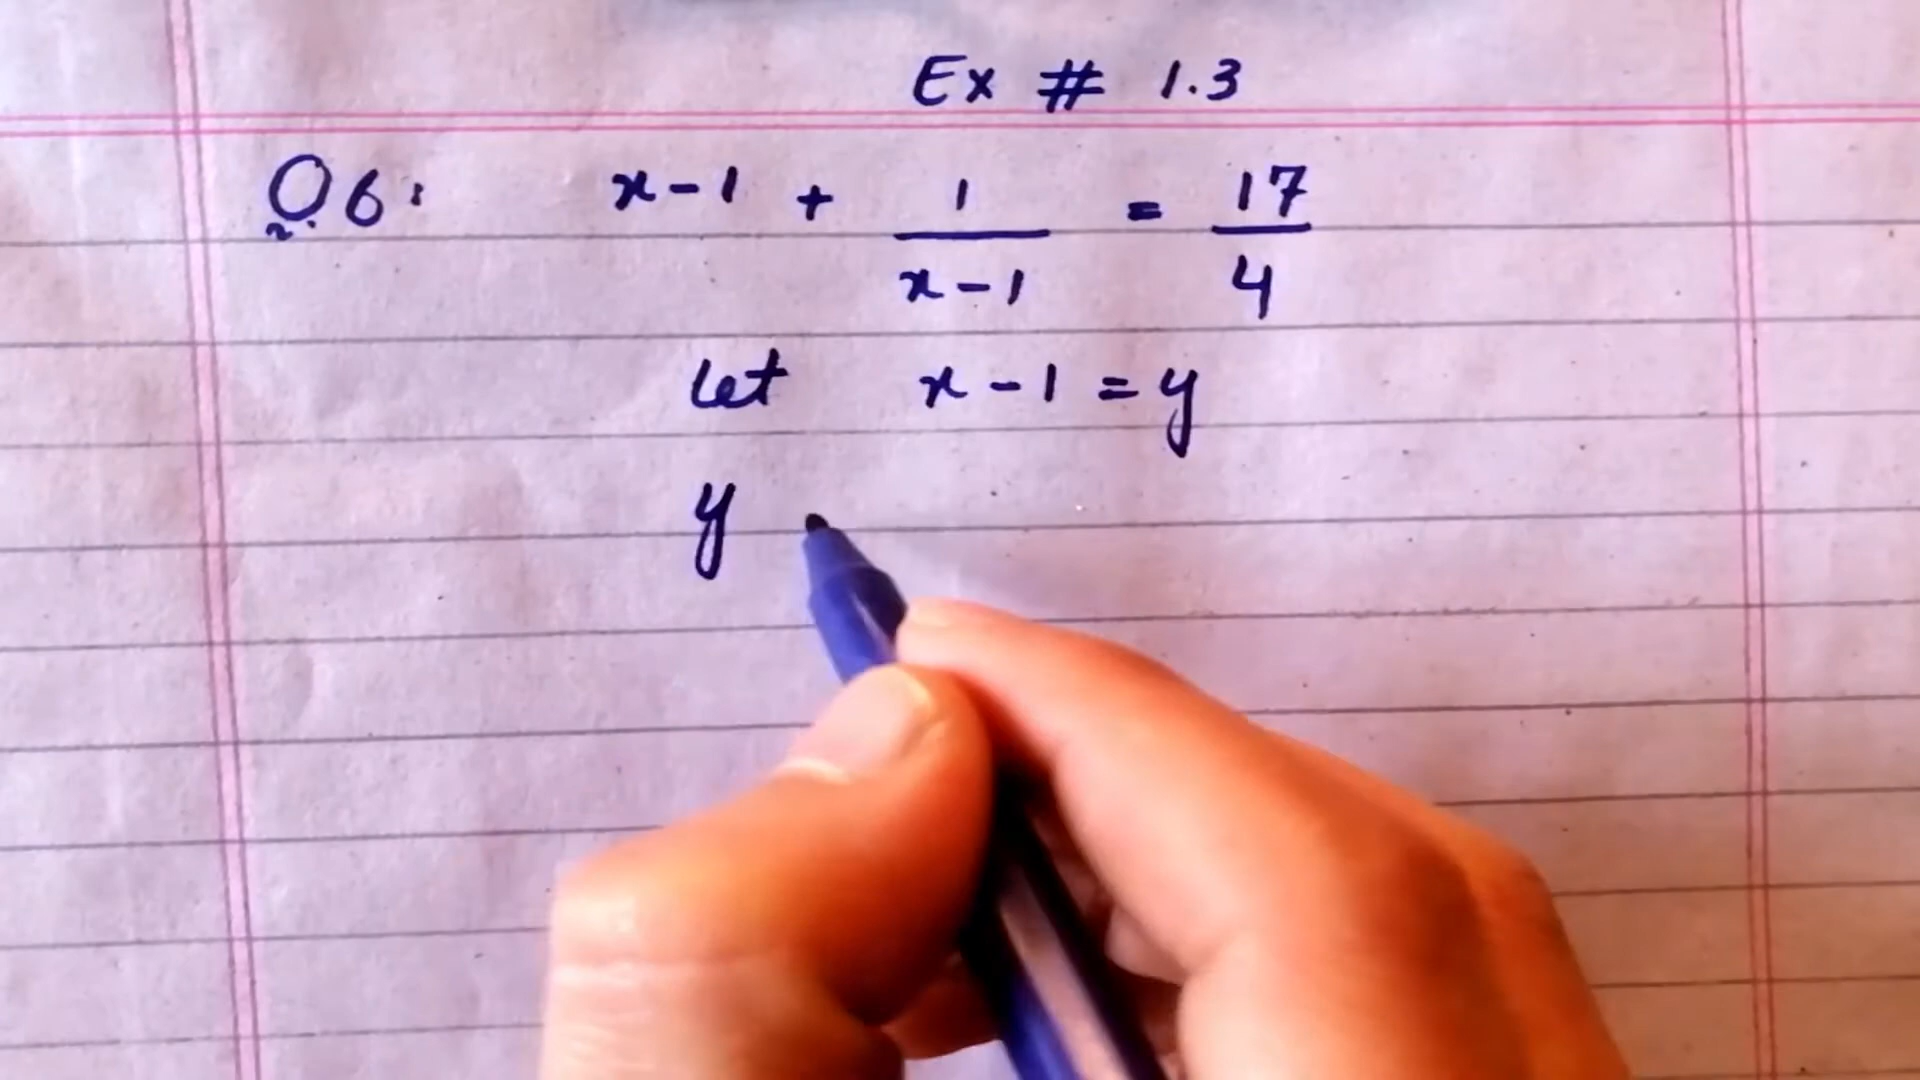 Ex # 1.3
Q6: x-1 + 1/(x-1) = 17/4
Let x-1 = y
y